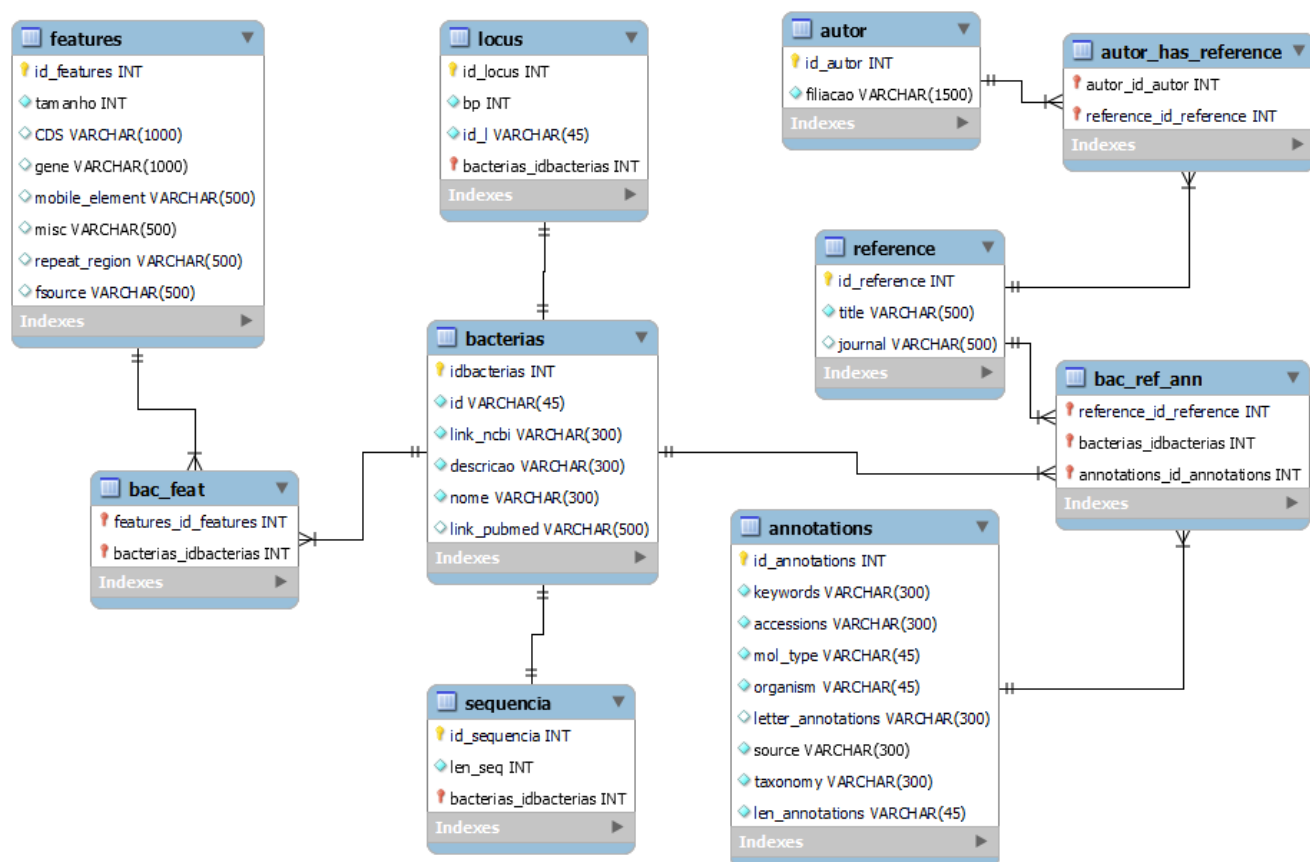 features
id_features INT
tamanho INT
CDS VARCHAR(1000)
gene VARCHAR(1000)
mobile_element VARCHAR(500)
misc VARCHAR(500)
repeat_region VARCHAR(500)
fsource VARCHAR(500)
Indexes
locus
id_locus INT
bp INT
id_l VARCHAR(45)
bacterias_idbacterias INT
Indexes
autor
id_autor INT
filiacao VARCHAR(1500)
Indexes
autor_has_reference
autor_id_autor INT
reference_id_reference INT
Indexes
reference
id_reference INT
title VARCHAR(500)
journal VARCHAR(500)
Indexes
bacterias
idbacterias INT
id VARCHAR(45)
link_ncbi VARCHAR(300)
descricao VARCHAR(300)
nome VARCHAR(300)
link_pubmed VARCHAR(500)
Indexes
bac_ref_ann
reference_id_reference INT
bacterias_idbacterias INT
annotations_id_annotations INT
Indexes
bac_feat
features_id_features INT
bacterias_idbacterias INT
Indexes
annotations
id_annotations INT
keywords VARCHAR(300)
accessions VARCHAR(300)
mol_type VARCHAR(45)
organism VARCHAR(45)
letter_annotations VARCHAR(300)
source VARCHAR(300)
taxonomy VARCHAR(300)
len_annotations VARCHAR(45)
Indexes
sequencia
id_sequencia INT
len_seq INT
bacterias_idbacterias INT
Indexes